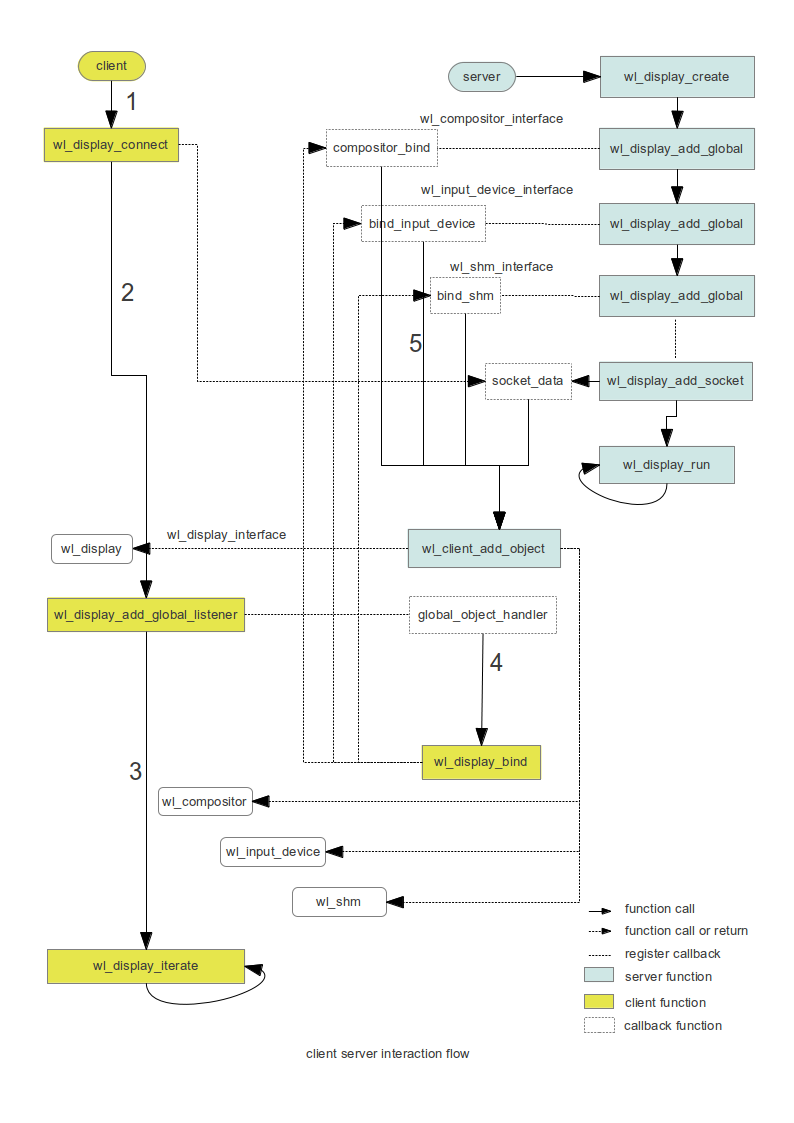 client
server
wl_display_create
1
wl_compositor_interface
wl_display_connect
compositor_bind
wl_display_add_global
wl_input_device_interface
bind_input_device
wl_display_add_global
wl_shm_interface
2
bind_shm
wl_display_add_global
5
socket_data
wl_display_add_socket
wl_display_run
wl_display_interface
wl_display
wl_client_add_object
wl_display_add_global_listener
global_object_handler
4
3
wl_display_bind
wl_compositor
wl_input_device
wl_shm
function call
function call or return
register callback
wl_display_iterate
server function
client function
callback function
client server interaction flow